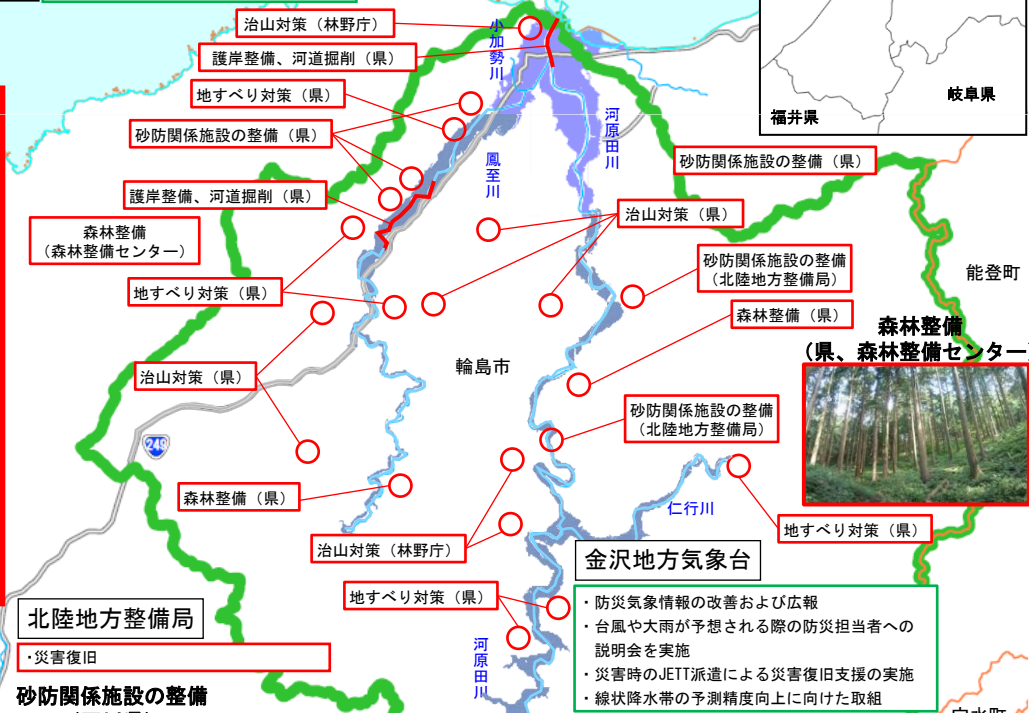 治山対策（林野庁）
小加勢川
護岸整備、河道掘削（県）
地すべり対策（県）
砂防関係施設の整備（県）
護岸整備、河道掘削（県）
森林整備
（森林整備センター）
地すべり対策（県）
治山対策（県）
249
森林整備（県）
治山対策（林野庁）
地すべり対策（県）
鳳至川
河原田川
輪島市
福井県
岐阜県
砂防関係施設の整備（県）
治山対策（県）
砂防関係施設の整備
（北陸地方整備局）
能登町
森林整備（県）
森林整備
（県、森林整備センター）
砂防関係施設の整備
（北陸地方整備局）
仁行川
地すべり対策（県）
河原田川
金沢地方気象台
・防災気象情報の改善および広報
・台風や大雨が予想される際の防災担当者への
説明会を実施
・災害時のJETT派遣による災害復旧支援の実施
・線状降水帯の予測精度向上に向けた取組
北陸地方整備局
・災害復旧
砂防関係施設の整備